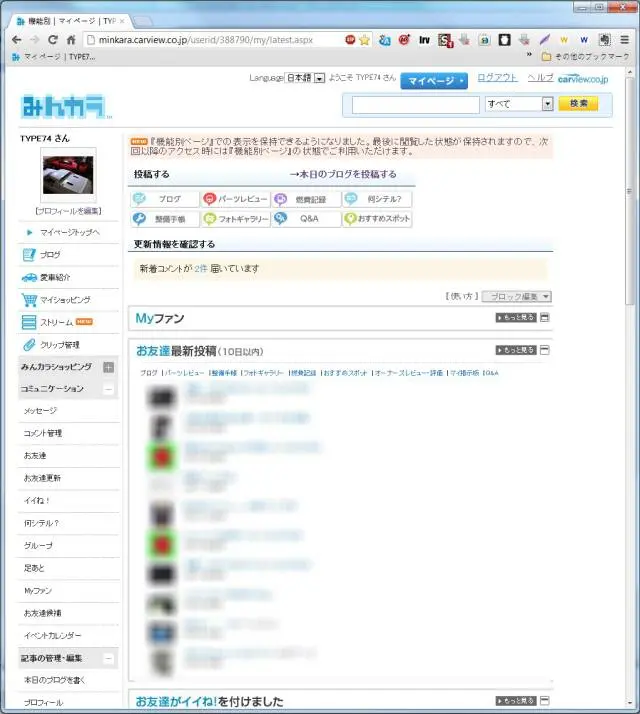 機能別｜マイページ｜TYP
minkara.carview.co.jp/userid/388790/my/latest.aspx
マイページ｜TYPE7...
その他のブックマーク
Language 日本語 ようこそ TYPE74 さん マイページ ログアウト ヘルプ carview.co.jp
みんカラ
すべて 検索
TYPE74 さん
[プロフィールを編集]
マイページトップへ
ブログ
愛車紹介
マイショッピング
ストリーム NEW
クリップ管理
みんカラショッピング
コミュニケーション
メッセージ
コメント管理
お友達
お友達更新
イイね！
何シテル？
グループ
足あと
Myファン
お友達候補
イベントカレンダー
記事の管理・編集
本日のブログを書く
プロフィール
NEW 『機能別ページ』での表示を保持できるようになりました。最後に閲覧した状態が保持されますので、次
回以降のアクセス時には『機能別ページ』の状態でご利用いただけます。
投稿する →本日のブログを投稿する
ブログ パーツレビュー 燃費記録 何シテル?
整備手帳 フォトギャラリー Q&A おすすめスポット
更新情報を確認する
新着コメントが 2件 届いています
[使い方] ブロック編集
Myファン もっと見る
お友達最新投稿(10日以内) もっと見る
ブログ | パーツレビュー | 整備手帳 | フォトギャラリー | 燃費記録 | おすすめスポット | オーナーズレビュー・評価 | マイ掲示板 | Q&A
お友達がイイね!を付けました もっと見る